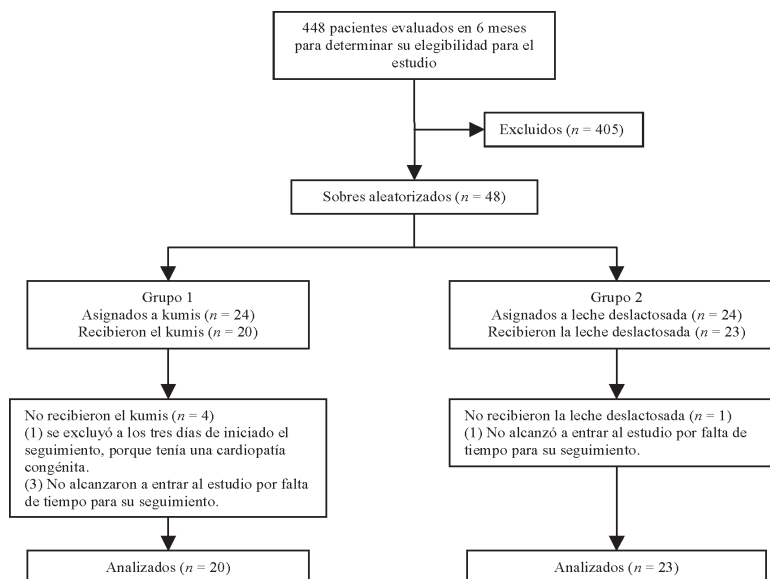 448 pacientes evaluados en 6 meses
para determinar su elegibilidad para el
estudio
Excluidos (n = 405)
Sobres aleatorizados (n = 48)
Grupo 1
Asignados a kumis (n = 24)
Recibieron el kumis (n = 20)
Grupo 2
Asignados a leche deslactosada (n = 24)
Recibieron la leche deslactosada (n = 23)
No recibieron el kumis (n = 4)
(1) se excluyó a los tres días de iniciado el
seguimiento, porque tenía una cardiopatía
congénita.
(3) No alcanzaron a entrar al estudio por falta
de tiempo para su seguimiento.
No recibieron la leche deslactosada (n = 1)
(1) No alcanzó a entrar al estudio por falta de
tiempo para su seguimiento.
Analizados (n = 20)
Analizados (n = 23)